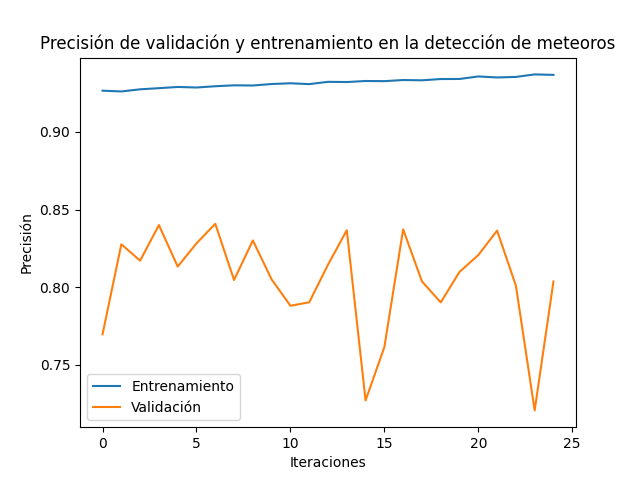 Precisión de validación y entrenamiento en la detección de meteoros
0.90
0.85
0.80
0.75
Precisión
Entrenamiento
Validación
0 5 10 15 20 25
Iteraciones